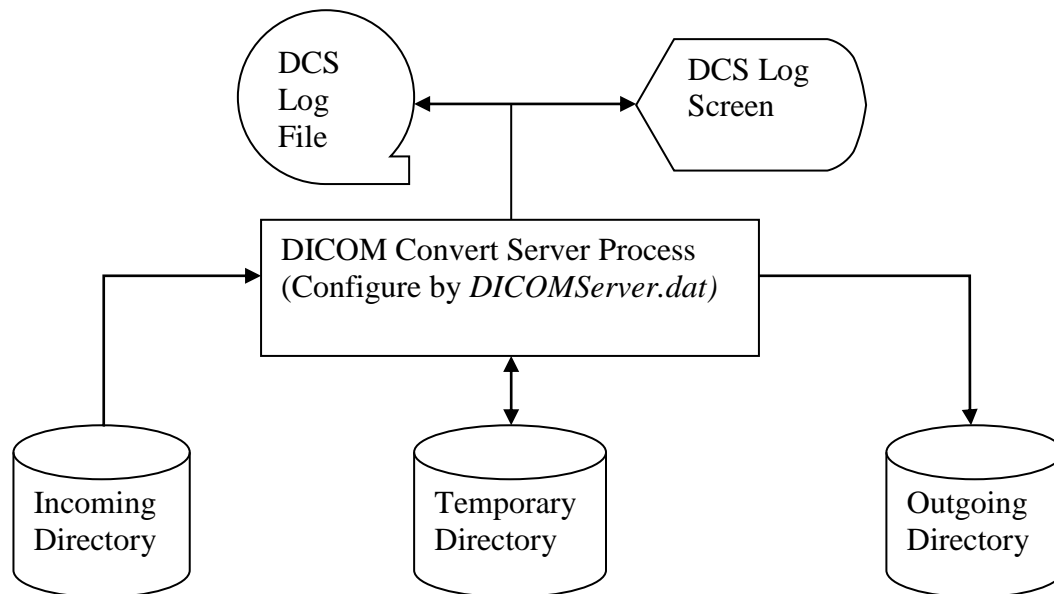 DCS
Log
File
DCS Log
Screen
DICOM Convert Server Process
(Configure by DICOMServer.dat)
Incoming
Directory
Temporary
Directory
Outgoing
Directory